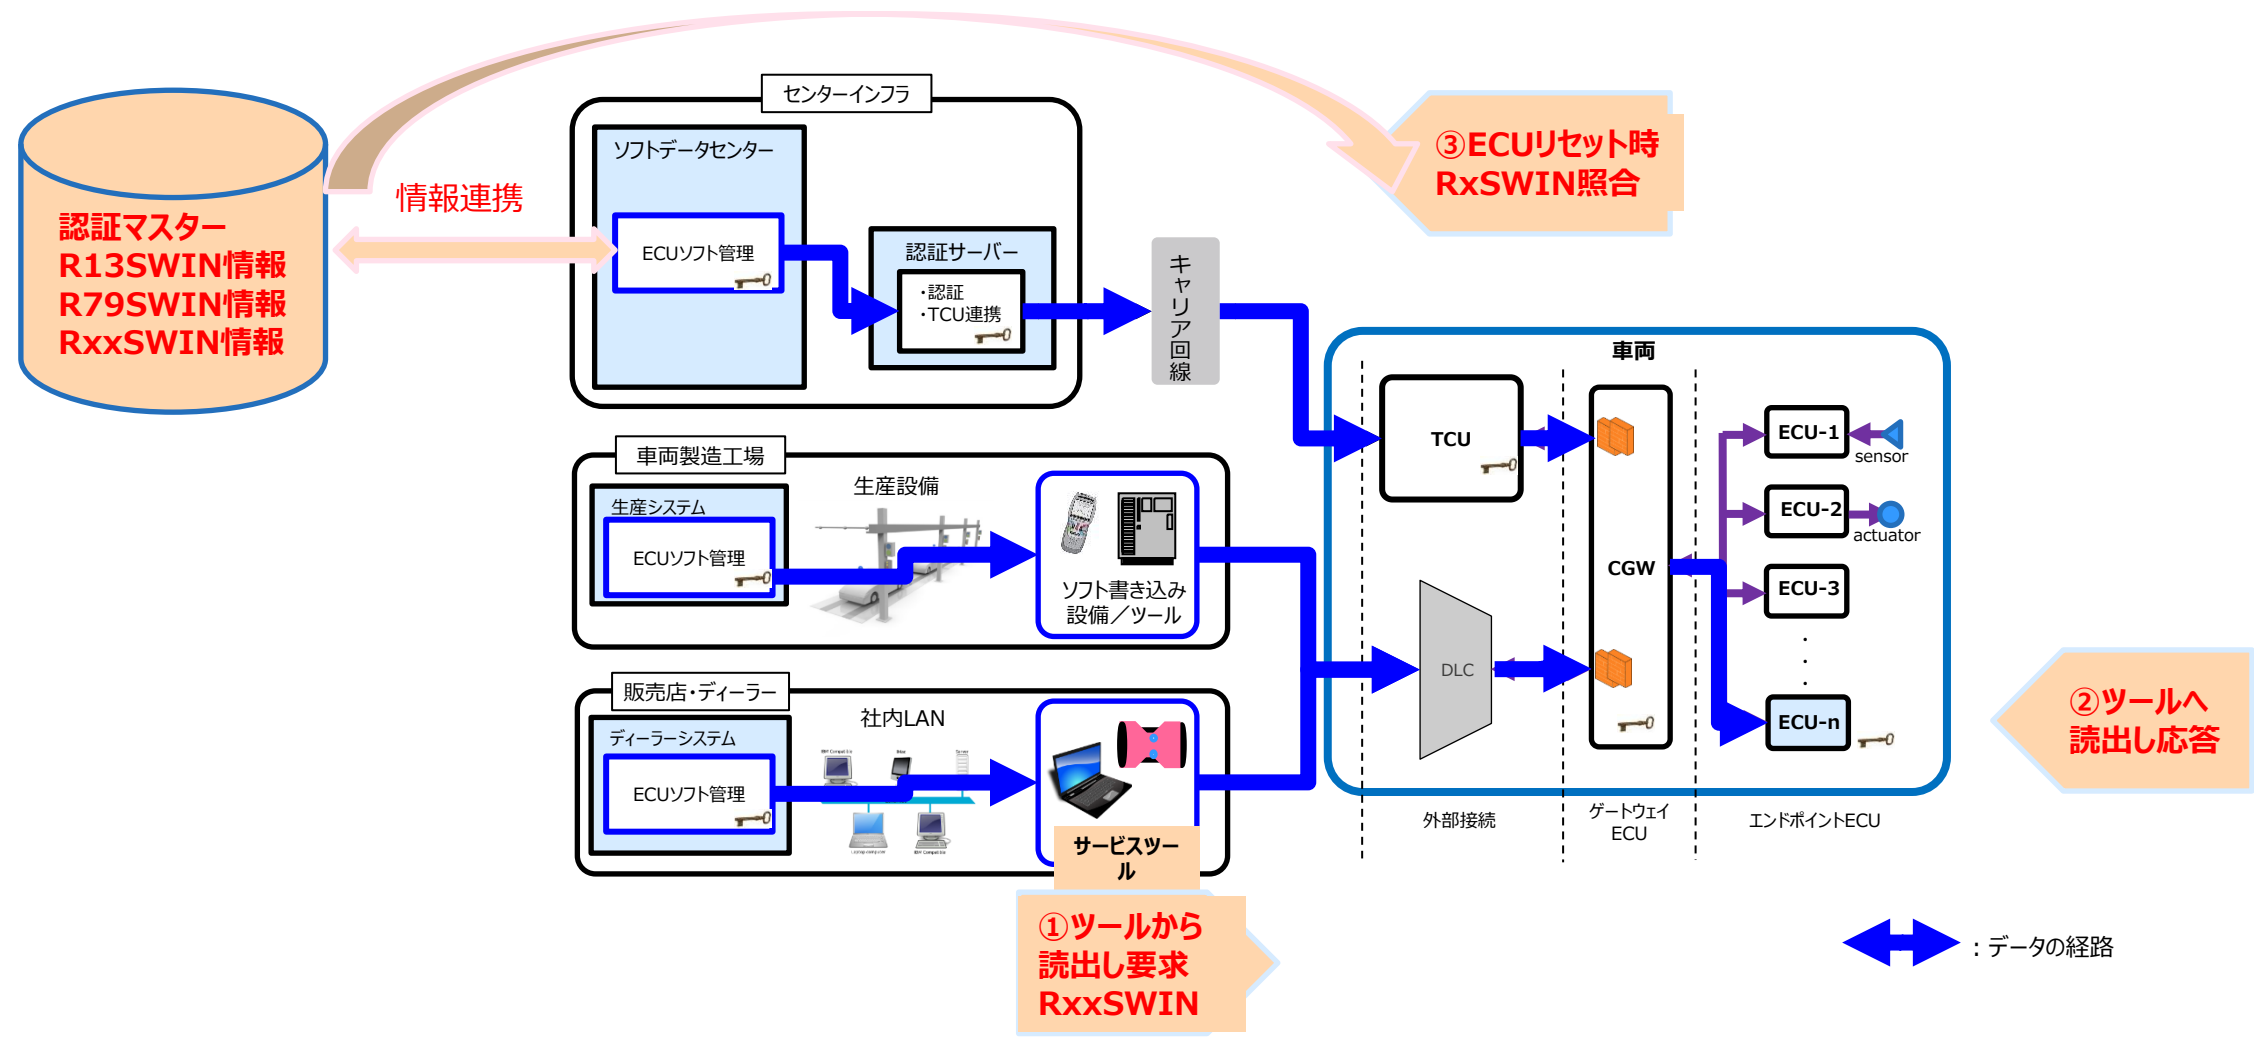 センターインフラ
ソフトデータセンター
ECUソフト管理
認証サーバー
・認証
・TCU連携
キャリア回線
情報連携
認証マスター
R13SWIN情報
R79SWIN情報
RxxSWIN情報
③ECUリセット時
RxSWIN照合
車両製造工場
生産システム
ECUソフト管理
生産設備
ソフト書き込み
設備／ツール
販売店・ディーラー
ディーラーシステム
ECUソフト管理
社内LAN
IBM Compatible
Server
Laptop computer
IBM Compatible
サービスツー
ル
①ツールから
読出し要求
RxxSWIN
車両
TCU
DLC
CGW
ECU-1
sensor
ECU-2
actuator
ECU-3
・
・
・
ECU-n
外部接続
ゲートウェイ
ECU
エンドポイントECU
②ツールへ
読出し応答
：データの経路